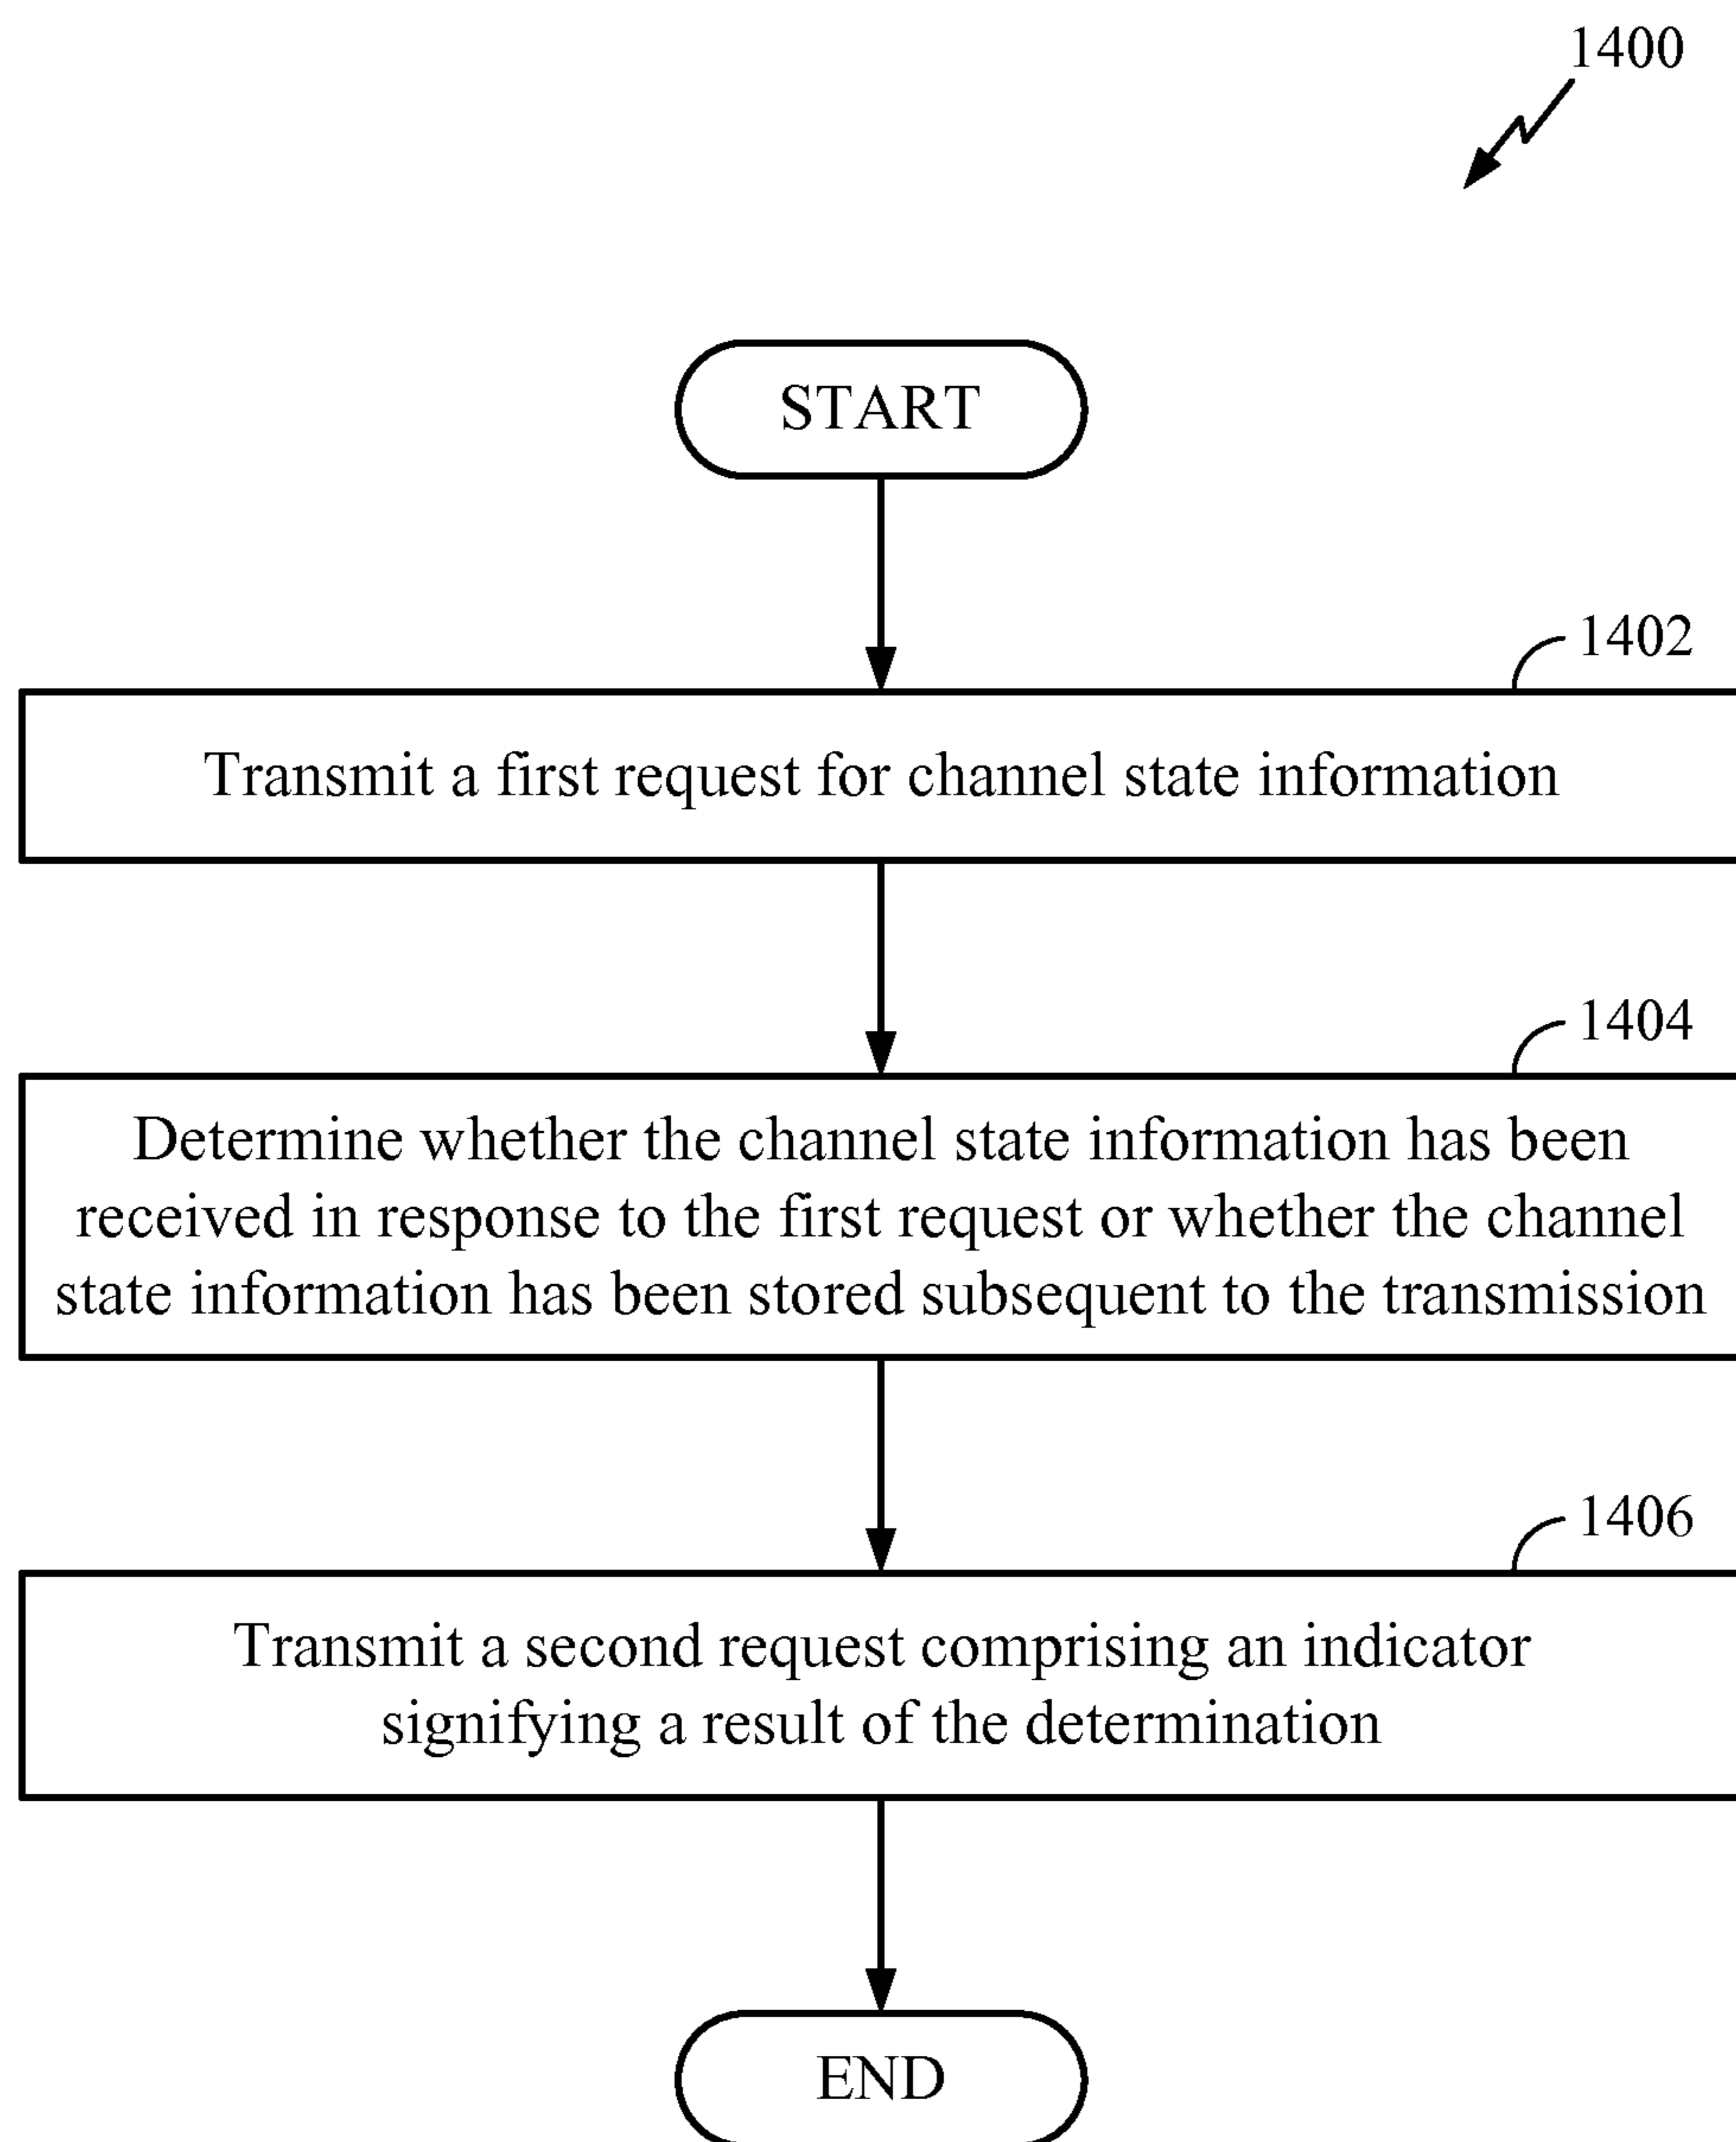 1400
START
1402
Transmit a first request for channel state information
1404
Determine whether the channel state information has been
received in response to the first request or whether the channel
state information has been stored subsequent to the transmission
1406
Transmit a second request comprising an indicator
signifying a result of the determination
END